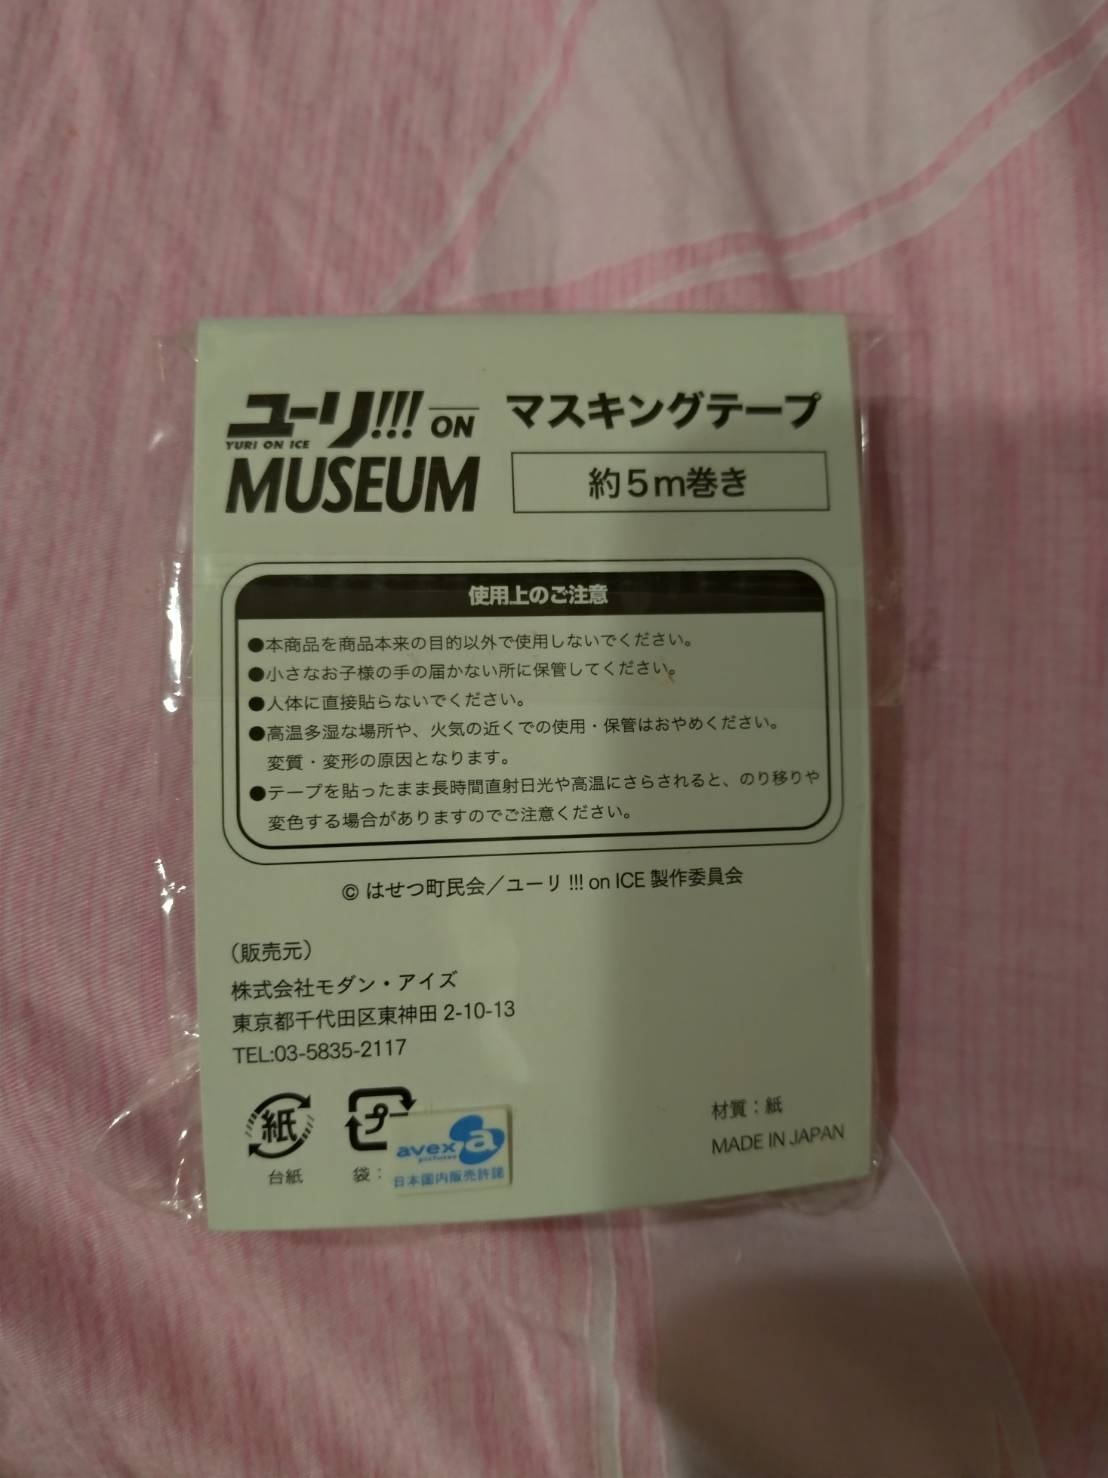 ユーリ!!! ON
YURI ON ICE
MUSEUM
マスキングテープ
約5m巻き
使用上のご注意
●本商品を商品本来の目的以外で使用しないでください。
●小さなお子様の手の届かない所に保管してください。
●人体に直接貼らないでください。
●高温多湿な場所や、火気の近くでの使用・保管はおやめください。
変質・変形の原因となります。
●テープを貼ったまま長時間直射日光や高温にさらされると、のり移りや
変色する場合がありますのでご注意ください。
© はせつ町民会／ユーリ!!! on ICE 製作委員会
（販売元）
株式会社モダン・アイズ
東京都千代田区東神田 2-10-13
TEL:03-5835-2117
紙
台紙
プ
袋：
avex
pictures
a
日本国内販売許諾
材質：紙
MADE IN JAPAN